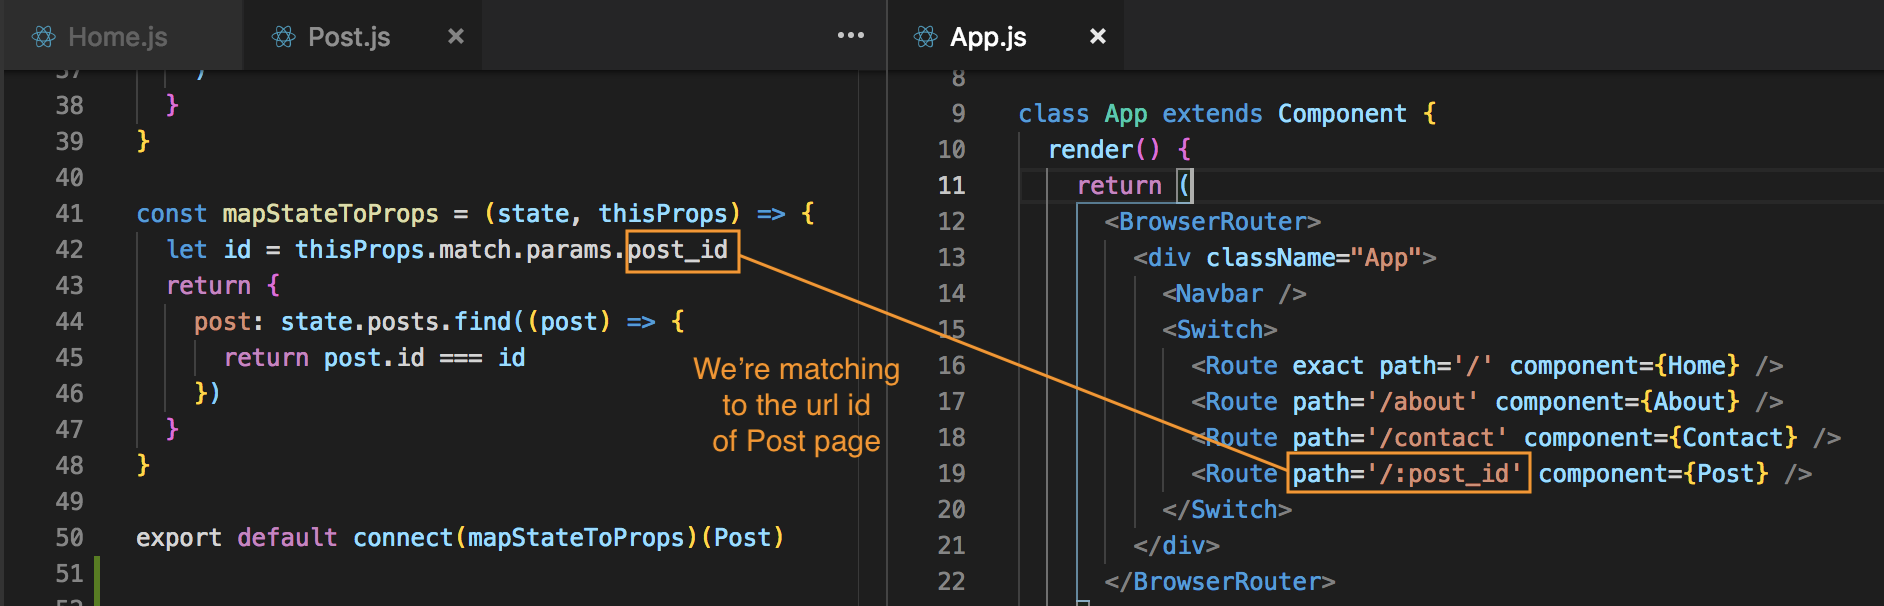 Home.js
Post.js ×
...
37 )
38 }
39 }
40
41 const mapStateToProps = (state, thisProps) => {
42 let id = thisProps.match.params.post_id
43 return {
44 post: state.posts.find((post) => {
45 return post.id === id
46 })
47 }
48 }
49
50 export default connect(mapStateToProps)(Post)
51
52
We're matching
to the url id
of Post page
App.js ×
8
9 class App extends Component {
10 render() {
11 return (
12 <BrowserRouter>
13 <div className="App">
14 <Navbar />
15 <Switch>
16 <Route exact path='/' component={Home} />
17 <Route path='/about' component={About} />
18 <Route path='/contact' component={Contact} />
19 <Route path='/:post_id' component={Post} />
20 </Switch>
21 </div>
22 </BrowserRouter>